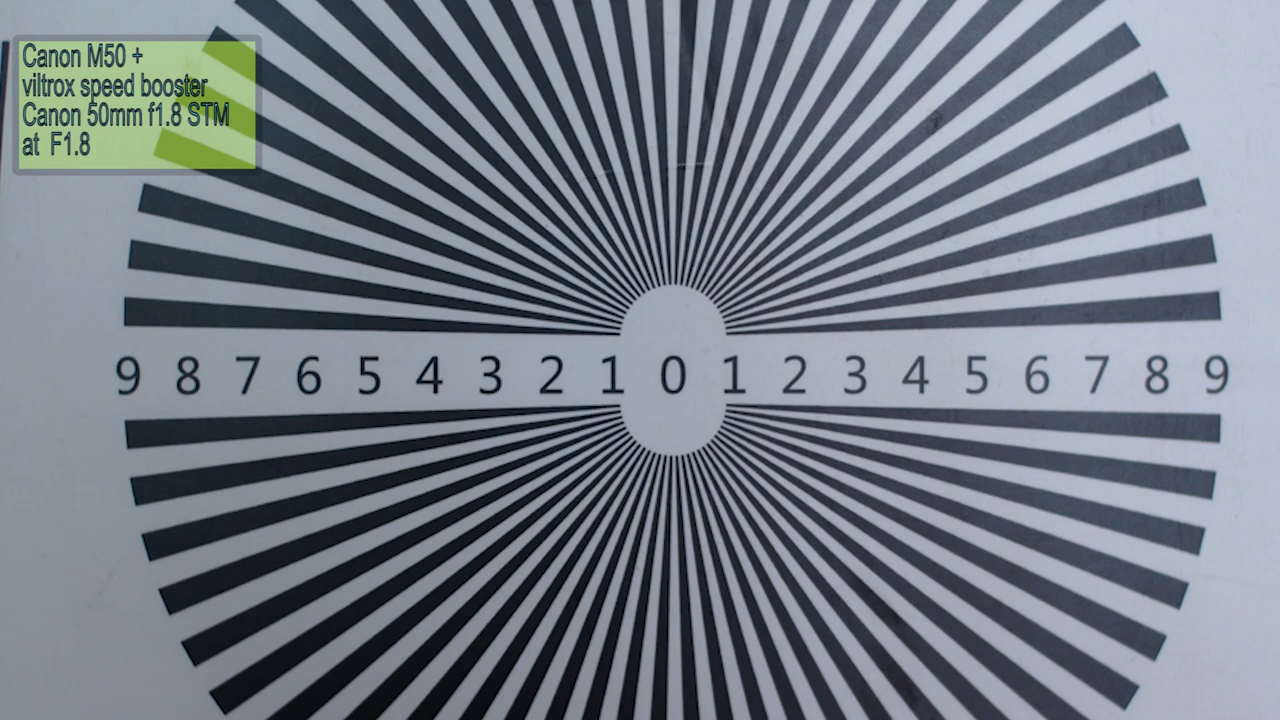 Canon M50 +
viltrox speed booster
Canon 50mm f1.8 STM
at F1.8
9 8 7 6 5 4 3 2 1 0 1 2 3 4 5 6 7 8 9